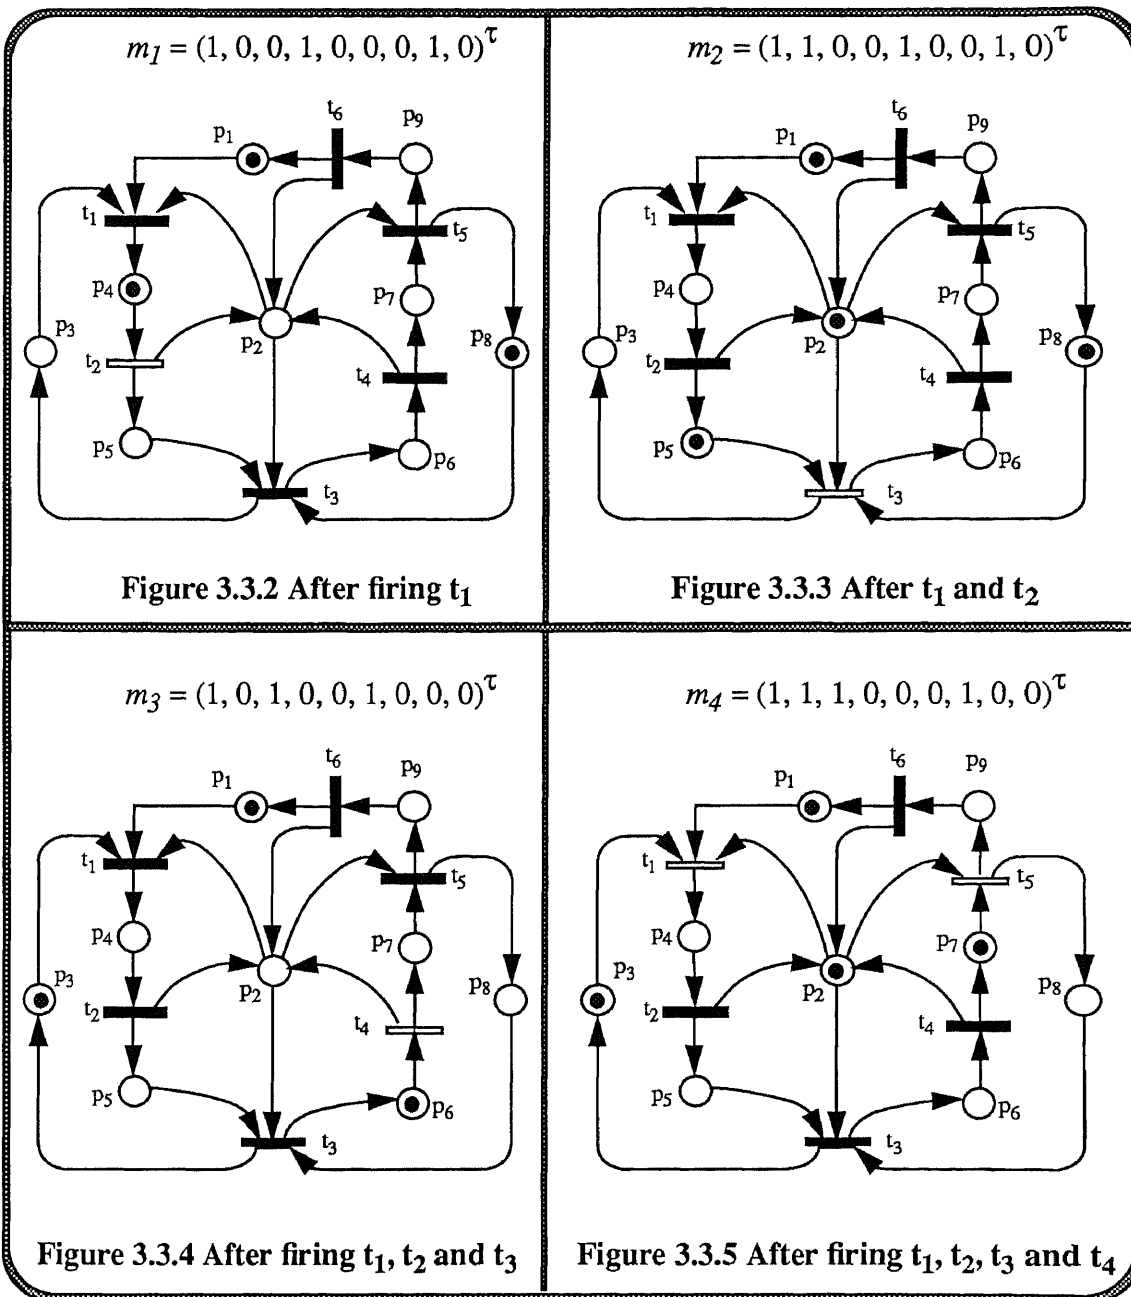 m1 = (1, 0, 0, 1, 0, 0, 0, 1, 0)τ
p1
t6
p9
t1
t5
p4
p7
p3
p2
p8
t2
t4
p5
p6
t3
Figure 3.3.2 After firing t1
m2 = (1, 1, 0, 0, 1, 0, 0, 1, 0)τ
p1
t6
p9
t1
t5
p4
p7
p3
p2
p8
t2
t4
p5
p6
t3
Figure 3.3.3 After t1 and t2
m3 = (1, 0, 1, 0, 0, 1, 0, 0, 0)τ
p1
t6
p9
t1
t5
p4
p7
p3
p2
p8
t2
t4
p5
p6
t3
Figure 3.3.4 After firing t1, t2 and t3
m4 = (1, 1, 1, 0, 0, 0, 1, 0, 0)τ
p1
t6
p9
t1
t5
p4
p7
p3
p2
p8
t2
t4
p5
p6
t3
Figure 3.3.5 After firing t1, t2, t3 and t4